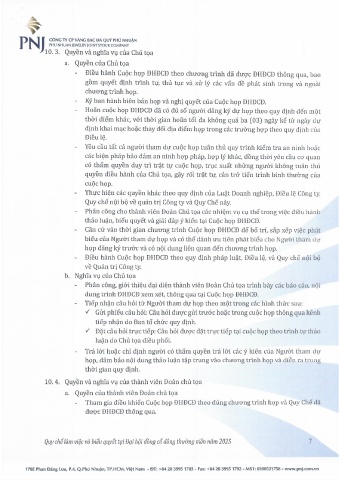 PNJ
CÔNG TY CP VÀNG BẠC ĐÁ QUÝ PHÚ NHUẬN
PHU NHUAN JEWELRY JOINT STOCK COMPANY
10. 3. Quyền và nghĩa vụ của Chủ tọa
a. Quyền của Chủ tọa
- Điều hành Cuộc họp ĐHĐCĐ theo chương trình đã được ĐHĐCĐ thông qua, bao
gồm quyết định trình tự, thủ tục và xử lý các vấn đề phát sinh trong và ngoài
chương trình họp.
- Ký ban hành biên bản họp và nghị quyết của Cuộc họp ĐHĐCĐ.
- Hoãn cuộc họp ĐHĐCĐ đã có đủ số người đăng ký dự họp theo quy định đến một
thời điểm khác, với thời gian hoãn tối đa không quá ba (03) ngày kể từ ngày dự
định khai mạc hoặc thay đổi địa điểm họp trong các trường hợp theo quy định của
Điều lệ.
- Yêu cầu tất cả người tham dự cuộc họp tuân thủ quy trình kiểm tra an ninh hoặc
các biện pháp bảo đảm an ninh hợp pháp, hợp lý khác, đồng thời yêu cầu cơ quan
có thẩm quyền duy trì trật tự cuộc họp, trục xuất những người không tuân thủ
quyền điều hành của Chủ tọa, gây rối trật tự, cản trở tiến trình bình thường của
cuộc họp.
- Thực hiện các quyền khác theo quy định của Luật Doanh nghiệp, Điều lệ Công ty,
Quy chế nội bộ về quản trị Công ty và Quy chế này.
- Phân công cho thành viên Đoàn Chủ tọa các nhiệm vụ cụ thể trong việc điều hành
thảo luận, biểu quyết và giải đáp ý kiến tại Cuộc họp ĐHĐCĐ.
- Căn cứ vào thời gian chương trình Cuộc họp ĐHĐCĐ để bố trí, sắp xếp việc phát
biểu của Người tham dự họp và có thể dành ưu tiên phát biểu cho Người tham dự
họp đăng ký trước và có nội dung liên quan đến chương trình họp.
- Điều hành Cuộc họp ĐHĐCĐ theo quy định pháp luật, Điều lệ, và Quy chế nội bộ
về Quản trị Công ty.
b. Nghĩa vụ của Chủ tọa
- Phân công, giới thiệu đại diện thành viên Đoàn Chủ tọa trình bày các báo cáo, nội
dung trình ĐHĐCĐ xem xét, thông qua tại Cuộc họp ĐHĐCĐ.
- Tiếp nhận câu hỏi từ Người tham dự họp theo một trong các hình thức sau:
✓ Gửi phiếu câu hỏi: Câu hỏi được gửi trước hoặc trong cuộc họp thông qua kênh
tiếp nhận do Ban tổ chức quy định.
✓ Đặt câu hỏi trực tiếp: Câu hỏi được đặt trực tiếp tại cuộc họp theo trình tự thảo
luận do Chủ tọa điều phối.
- Trả lời hoặc chỉ định người có thẩm quyền trả lời các ý kiến của Người tham dự
họp, đảm bảo nội dung thảo luận tập trung vào chương trình họp và diễn ra trong
thời gian quy định.
10. 4. Quyền và nghĩa vụ của thành viên Đoàn chủ tọa
a. Quyền của thành viên Đoàn chủ tọa
- Tham gia điều khiển Cuộc họp ĐHĐCĐ theo đúng chương trình họp và Quy chế đã
được ĐHĐCĐ thông qua.
Quy chế làm việc và biểu quyết tại Đại hội đồng cổ đông thường niên năm 2025
7
170E Phan Đăng Lưu, P.4, Q.Phú Nhuận, TP.HCM, Việt Nam - ĐT: +84 28 3995 1703 - Fax: +84 28 3995 1702 - MST: 0300521758 - www.pnj.com.vn